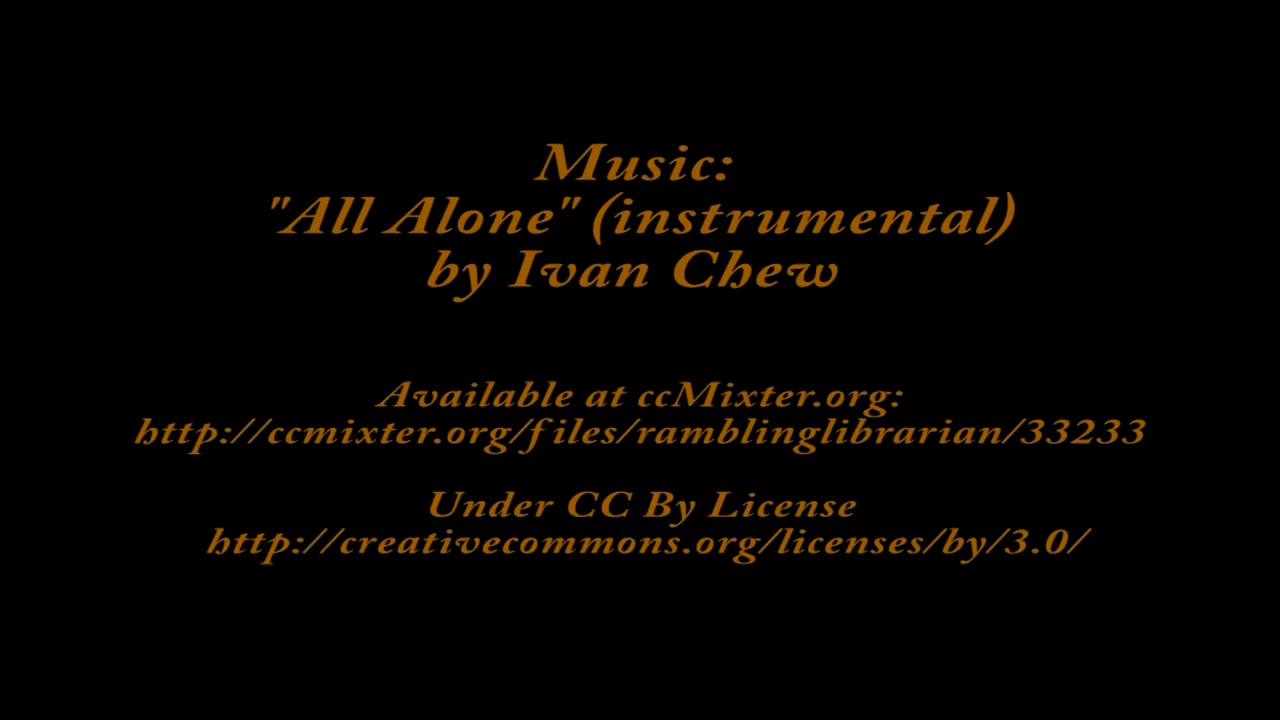 Music:
"All Alone" (instrumental)
by Ivan Chew
Available at ccMixter.org:
http://ccmixter.org/files/ramblinglibrarian/33233
Under CC By License
http://creativecommons.org/licenses/by/3.0/